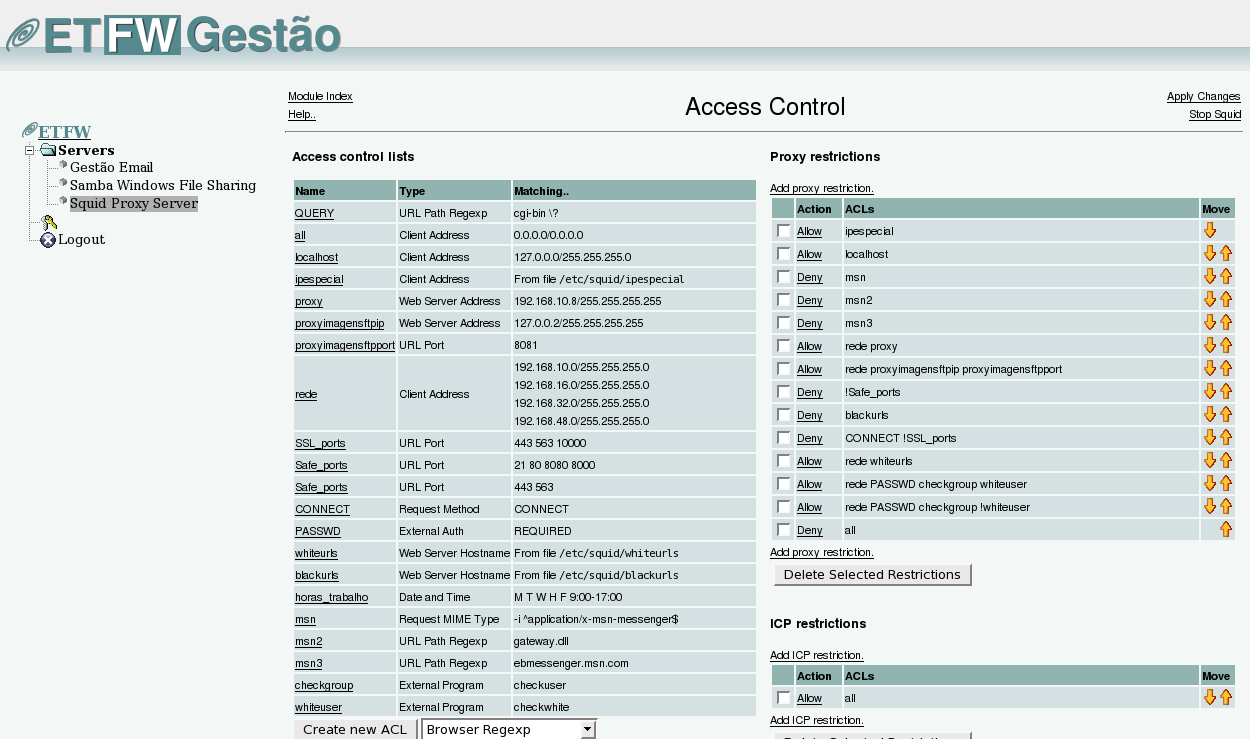 ETFW Gestão
Module Index
Help..
Access Control
Apply Changes
Stop Squid
ETFW
Servers
Gestão Email
Samba Windows File Sharing
Squid Proxy Server
Logout
Access control lists
Name Type Matching..
QUERY URL Path Regexp cgi-bin \?
all Client Address 0.0.0.0/0.0.0.0
localhost Client Address 127.0.0.0/255.255.255.0
ipespecial Client Address From file /etc/squid/ipespecial
proxy Web Server Address 192.168.10.8/255.255.255.255
proxyimagensftpip Web Server Address 127.0.0.2/255.255.255.255
proxyimagensftpport URL Port 8081
rede Client Address 192.168.10.0/255.255.255.0
192.168.16.0/255.255.255.0
192.168.32.0/255.255.255.0
192.168.48.0/255.255.255.0
SSL_ports URL Port 443 563 10000
Safe_ports URL Port 21 80 8080 8000
Safe_ports URL Port 443 563
CONNECT Request Method CONNECT
PASSWD External Auth REQUIRED
whiteurls Web Server Hostname From file /etc/squid/whiteurls
blackurls Web Server Hostname From file /etc/squid/blackurls
horas_trabalho Date and Time M T W H F 9:00-17:00
msn Request MIME Type -i ^application/x-msn-messenger$
msn2 URL Path Regexp gateway.dll
msn3 URL Path Regexp ebmessenger.msn.com
checkgroup External Program checkuser
whiteuser External Program checkwhite
Create new ACL Browser Regexp
Proxy restrictions
Add proxy restriction.
Action ACLs Move
Allow ipespecial
Allow localhost
Deny msn
Deny msn2
Deny msn3
Allow rede proxy
Allow rede proxyimagensftpip proxyimagensftpport
Deny !Safe_ports
Deny blackurls
Deny CONNECT !SSL_ports
Allow rede whiteurls
Allow rede PASSWD checkgroup whiteuser
Allow rede PASSWD checkgroup !whiteuser
Deny all
Add proxy restriction.
Delete Selected Restrictions
ICP restrictions
Add ICP restriction.
Action ACLs Move
Allow all
Add ICP restriction.